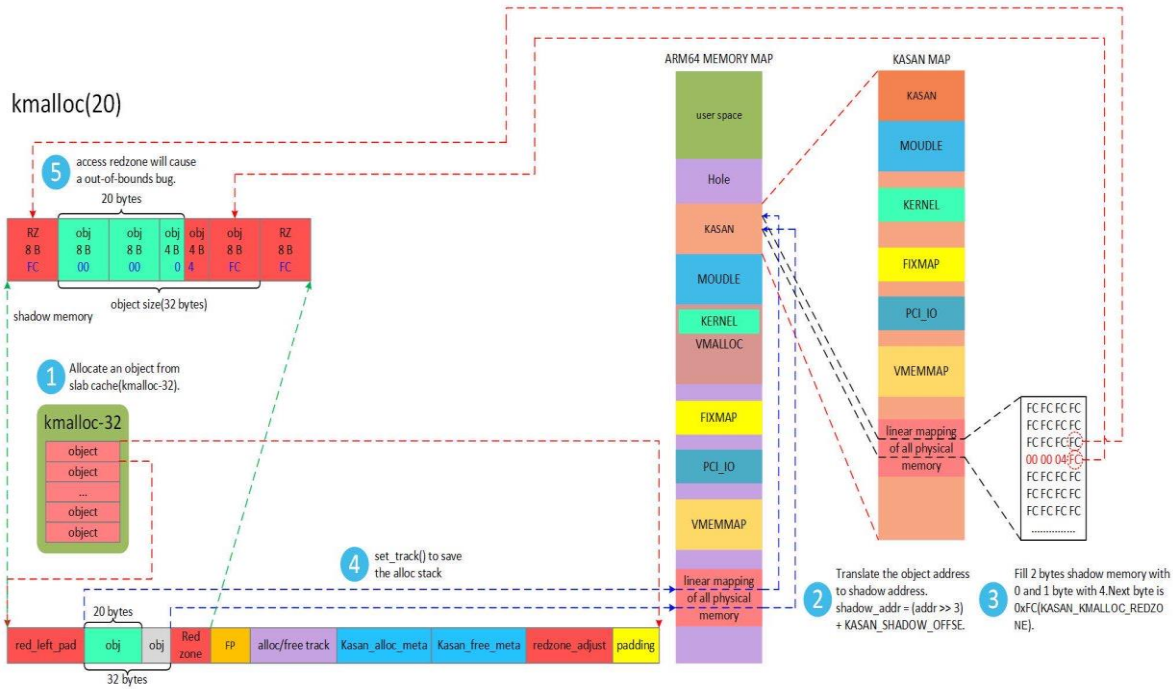 ARM64 MEMORY MAP
KASAN MAP
kmalloc(20)
5
access redzone will cause
a out-of-bounds bug.
20 bytes
RZ
8 B
FC
obj
8 B
00
obj
8 B
00
obj
4 B
0
obj
4 B
4
obj
8 B
FC
RZ
8 B
FC
object size(32 bytes)
shadow memory
1
Allocate an object from
slab cache(kmalloc-32).
kmalloc-32
object
object
...
object
object
4
set_track() to save
the alloc stack
20 bytes
red_left_pad
obj
obj
Red
zone
FP
alloc/free track
Kasan_alloc_meta
Kasan_free_meta
redzone_adjust
padding
32 bytes
user space
Hole
KASAN
MOUDLE
KERNEL
VMALLOC
FIXMAP
PCI_IO
VMEMMAP
linear mapping
of all physical
memory
KASAN
MOUDLE
KERNEL
FIXMAP
PCI_IO
VMEMMAP
linear mapping
of all physical
memory
FC FC FC FC
FC FC FC FC
FC FC FC FC
00 00 04 FC
FC FC FC FC
FC FC FC FC
FC FC FC FC
...............
2
Translate the object address
to shadow address.
shadow_addr = (addr >> 3)
+ KASAN_SHADOW_OFFSE.
3
Fill 2 bytes shadow memory with
0 and 1 byte with 4.Next byte is
0xFC(KASAN_KMALLOC_REDZO
NE).